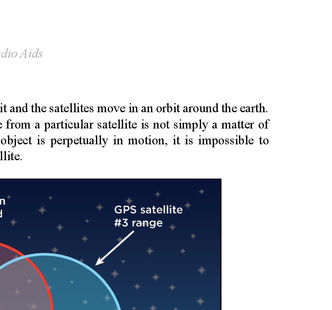 dio Aids
it and the satellites move in an orbit around the earth.
from a particular satellite is not simply a matter of
object is perpetually in motion, it is impossible to
llite.
n
d
GPS satellite
#3 range